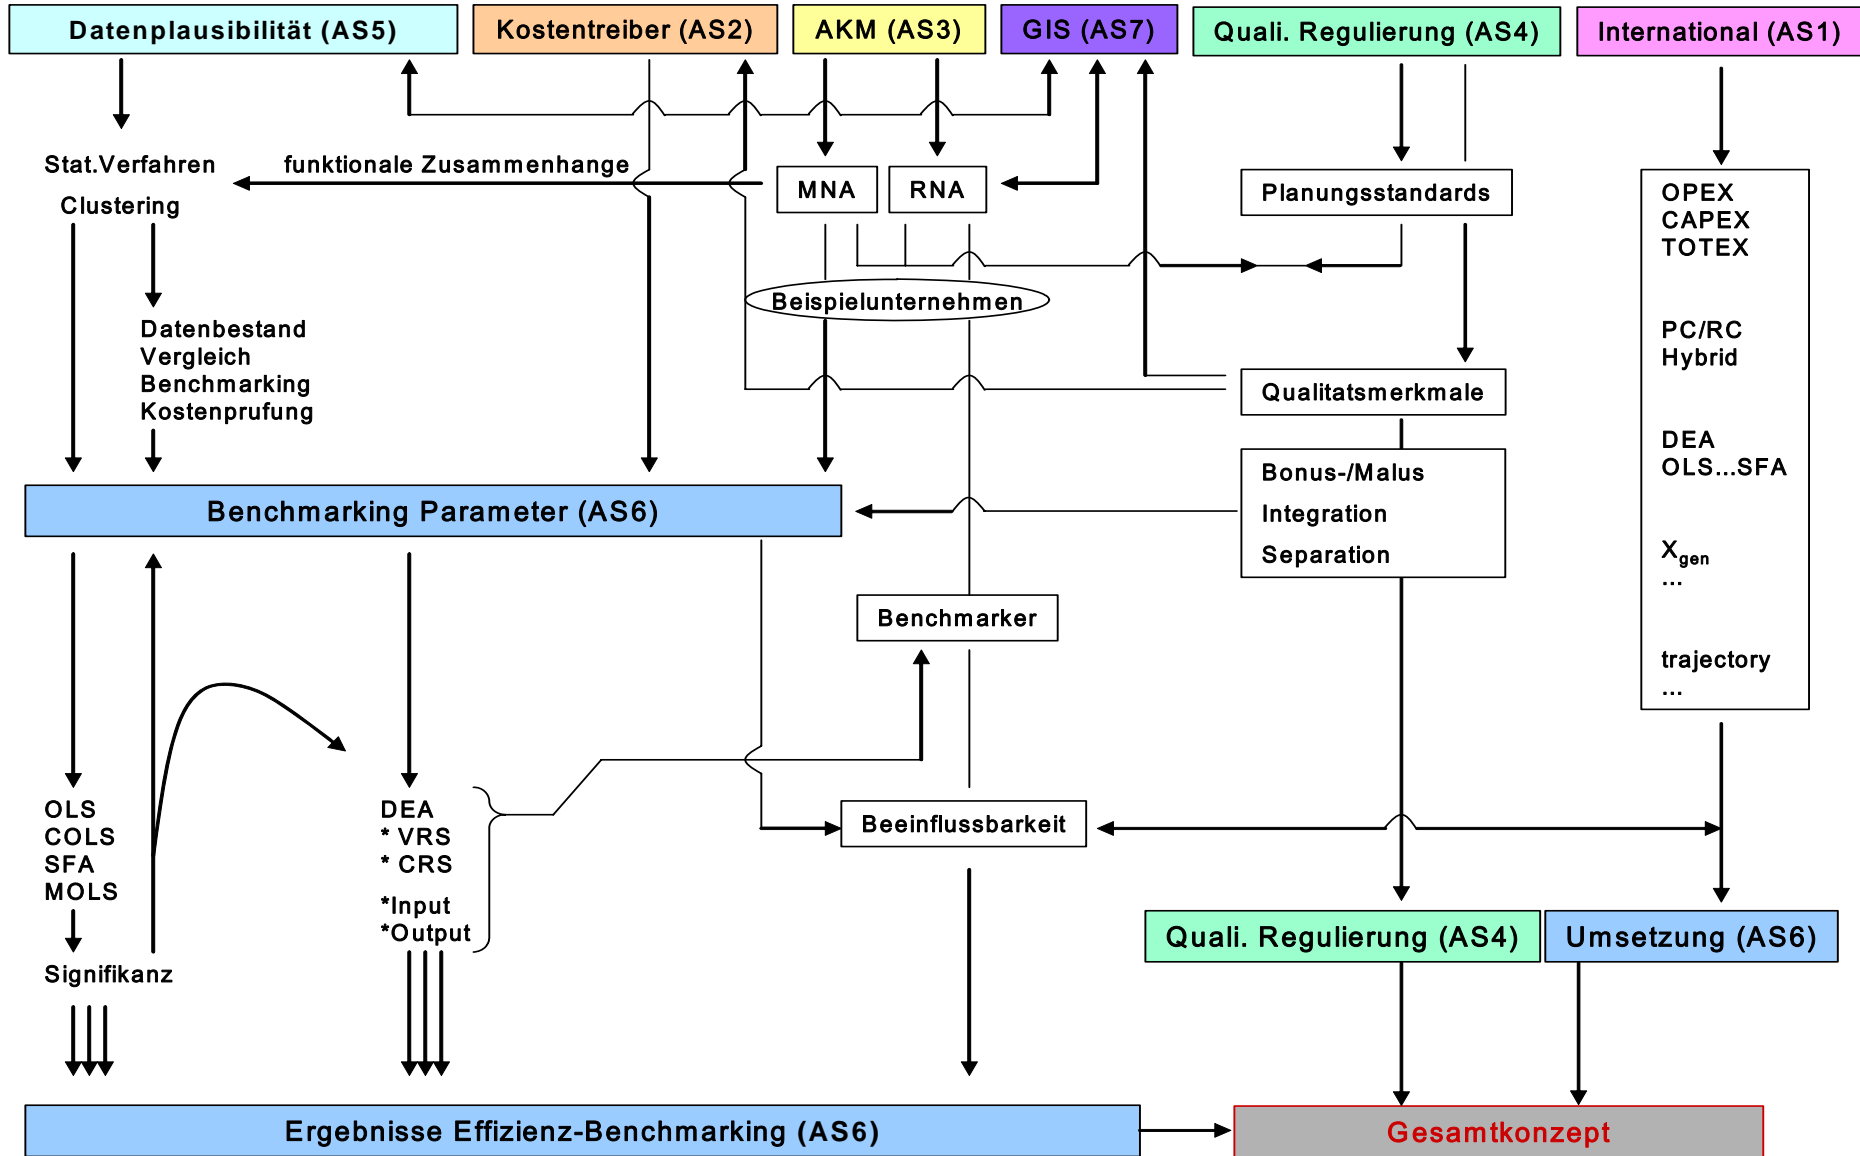 Datenplausibilität (AS5)
Kostentreiber (AS2)
AKM (AS3)
GIS (AS7)
Quali. Regulierung (AS4)
International (AS1)
Stat.Verfahren
funktionale Zusammenhange
Clustering
MNA
RNA
Planungsstandards
OPEX
CAPEX
TOTEX
Beispielunternehmen
Datenbestand
Vergleich
Benchmarking
Kostenprufung
PC/RC
Hybrid
Qualitatsmerkmale
DEA
OLS...SFA
Bonus-/Malus
Integration
Separation
Benchmarking Parameter (AS6)
Xgen
...
Benchmarker
trajectory
...
OLS
COLS
SFA
MOLS
DEA
* VRS
* CRS
*Input
*Output
Beeinflussbarkeit
Signifikanz
Quali. Regulierung (AS4)
Umsetzung (AS6)
Ergebnisse Effizienz-Benchmarking (AS6)
Gesamtkonzept